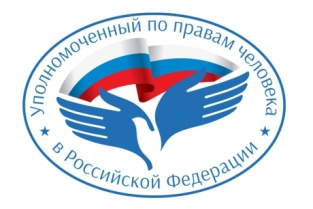 Уполномоченный по правам человека
в Российской Федерации